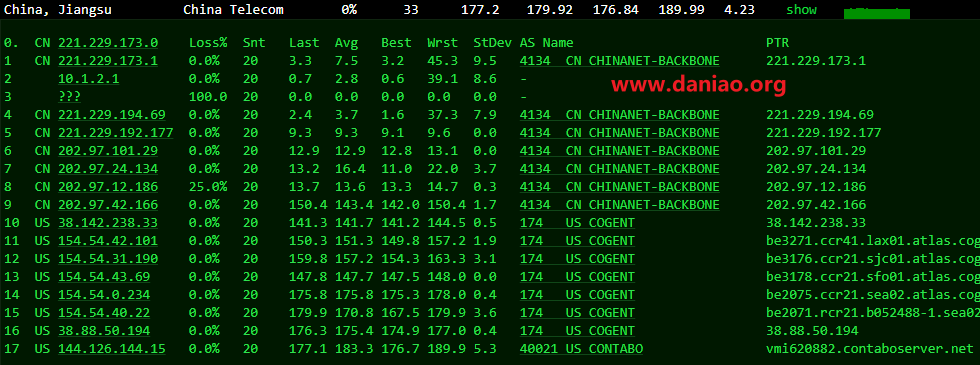 China, Jiangsu China Telecom 0% 33 177.2 179.92 176.84 189.99 4.23 show
0. CN 221.229.173.0 Loss% Snt Last Avg Best Wrst StDev AS Name PTR
1 CN 221.229.173.1 0.0% 20 3.3 7.5 3.2 45.3 9.5 4134 CN CHINANET-BACKBONE 221.229.173.1
2 10.1.2.1 0.0% 20 0.7 2.8 0.6 39.1 8.6 -
www.daniao.org
3 ??? 100.0 20 0.0 0.0 0.0 0.0 0.0 -
4 CN 221.229.194.69 0.0% 20 2.4 3.7 1.6 37.3 7.9 4134 CN CHINANET-BACKBONE 221.229.194.69
5 CN 221.229.192.177 0.0% 20 9.3 9.3 9.1 9.6 0.0 4134 CN CHINANET-BACKBONE 221.229.192.177
6 CN 202.97.101.29 0.0% 20 12.9 12.9 12.8 13.1 0.0 4134 CN CHINANET-BACKBONE 202.97.101.29
7 CN 202.97.24.134 0.0% 20 13.2 16.4 11.0 22.0 3.7 4134 CN CHINANET-BACKBONE 202.97.24.134
8 CN 202.97.12.186 25.0% 20 13.7 13.6 13.3 14.7 0.3 4134 CN CHINANET-BACKBONE 202.97.12.186
9 CN 202.97.42.166 0.0% 20 150.4 143.4 142.0 150.4 1.7 4134 CN CHINANET-BACKBONE 202.97.42.166
10 US 38.142.238.33 0.0% 20 141.3 141.7 141.2 144.5 0.5 174 US COGENT 38.142.238.33
11 US 154.54.42.101 0.0% 20 150.3 151.3 149.8 157.2 1.9 174 US COGENT be3271.ccr41.lax01.atlas.cog
12 US 154.54.31.190 0.0% 20 159.8 157.2 154.3 163.3 3.1 174 US COGENT be3176.ccr21.sjc01.atlas.cog
13 US 154.54.43.69 0.0% 20 147.8 147.7 147.5 148.0 0.0 174 US COGENT be3178.ccr21.sfo01.atlas.cog
14 US 154.54.0.234 0.0% 20 175.8 175.8 175.3 178.0 0.4 174 US COGENT be2075.ccr21.sea02.atlas.cog
15 US 154.54.40.22 0.0% 20 179.9 170.8 167.5 179.9 3.6 174 US COGENT be2071.rcr21.b052488-1.sea02
16 US 38.88.50.194 0.0% 20 176.3 175.4 174.9 177.0 0.4 174 US COGENT 38.88.50.194
17 US 144.126.144.15 0.0% 20 177.1 183.3 176.7 189.9 5.3 40021 US CONTABO vmi620882.contaboserver.net